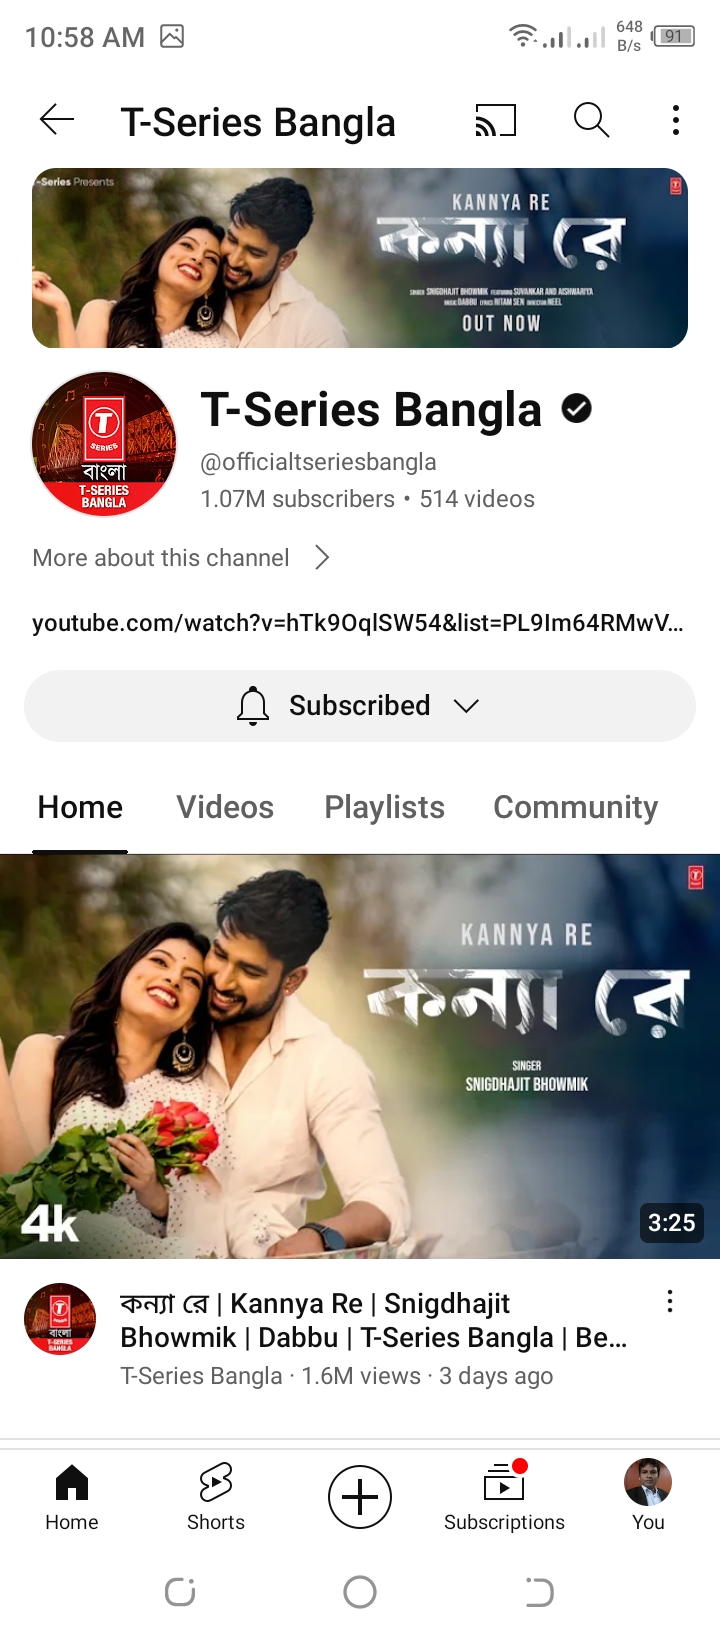 10:58 AM
648
B/s
91
T-Series Bangla
-Series Presents
KANNYA RE
কন্যা রে
SINGER SNIGDHAJIT BHOWMIK FEATURING SUVANKAR AND AISHWARIYA
MUSIC DABBU LYRICS RITAM SEN DIRECTOR NEEL
OUT NOW
T-Series Bangla
T
SERIES
বাংলা
T-SERIES
BANGLA
@officialtseriesbangla
1.07M subscribers • 514 videos
More about this channel
youtube.com/watch?v=hTk9OqlSW54&list=PL9Im64RMwV...
Subscribed
Home Videos Playlists Community
KANNYA RE
কন্যা রে
SINGER
SNIGDHAJIT BHOWMIK
4k
3:25
T
বাংলা
T-SERIES
BANGLA
কন্যা রে | Kannya Re | Snigdhajit
Bhowmik | Dabbu | T-Series Bangla | Be...
T-Series Bangla · 1.6M views · 3 days ago
Home Shorts Subscriptions You